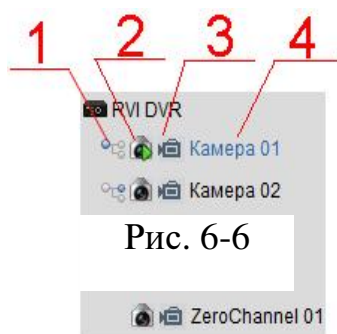 1 2 3 4
RVI DVR
Камера 01
Камера 02
Рис. 6-6
ZeroChannel 01